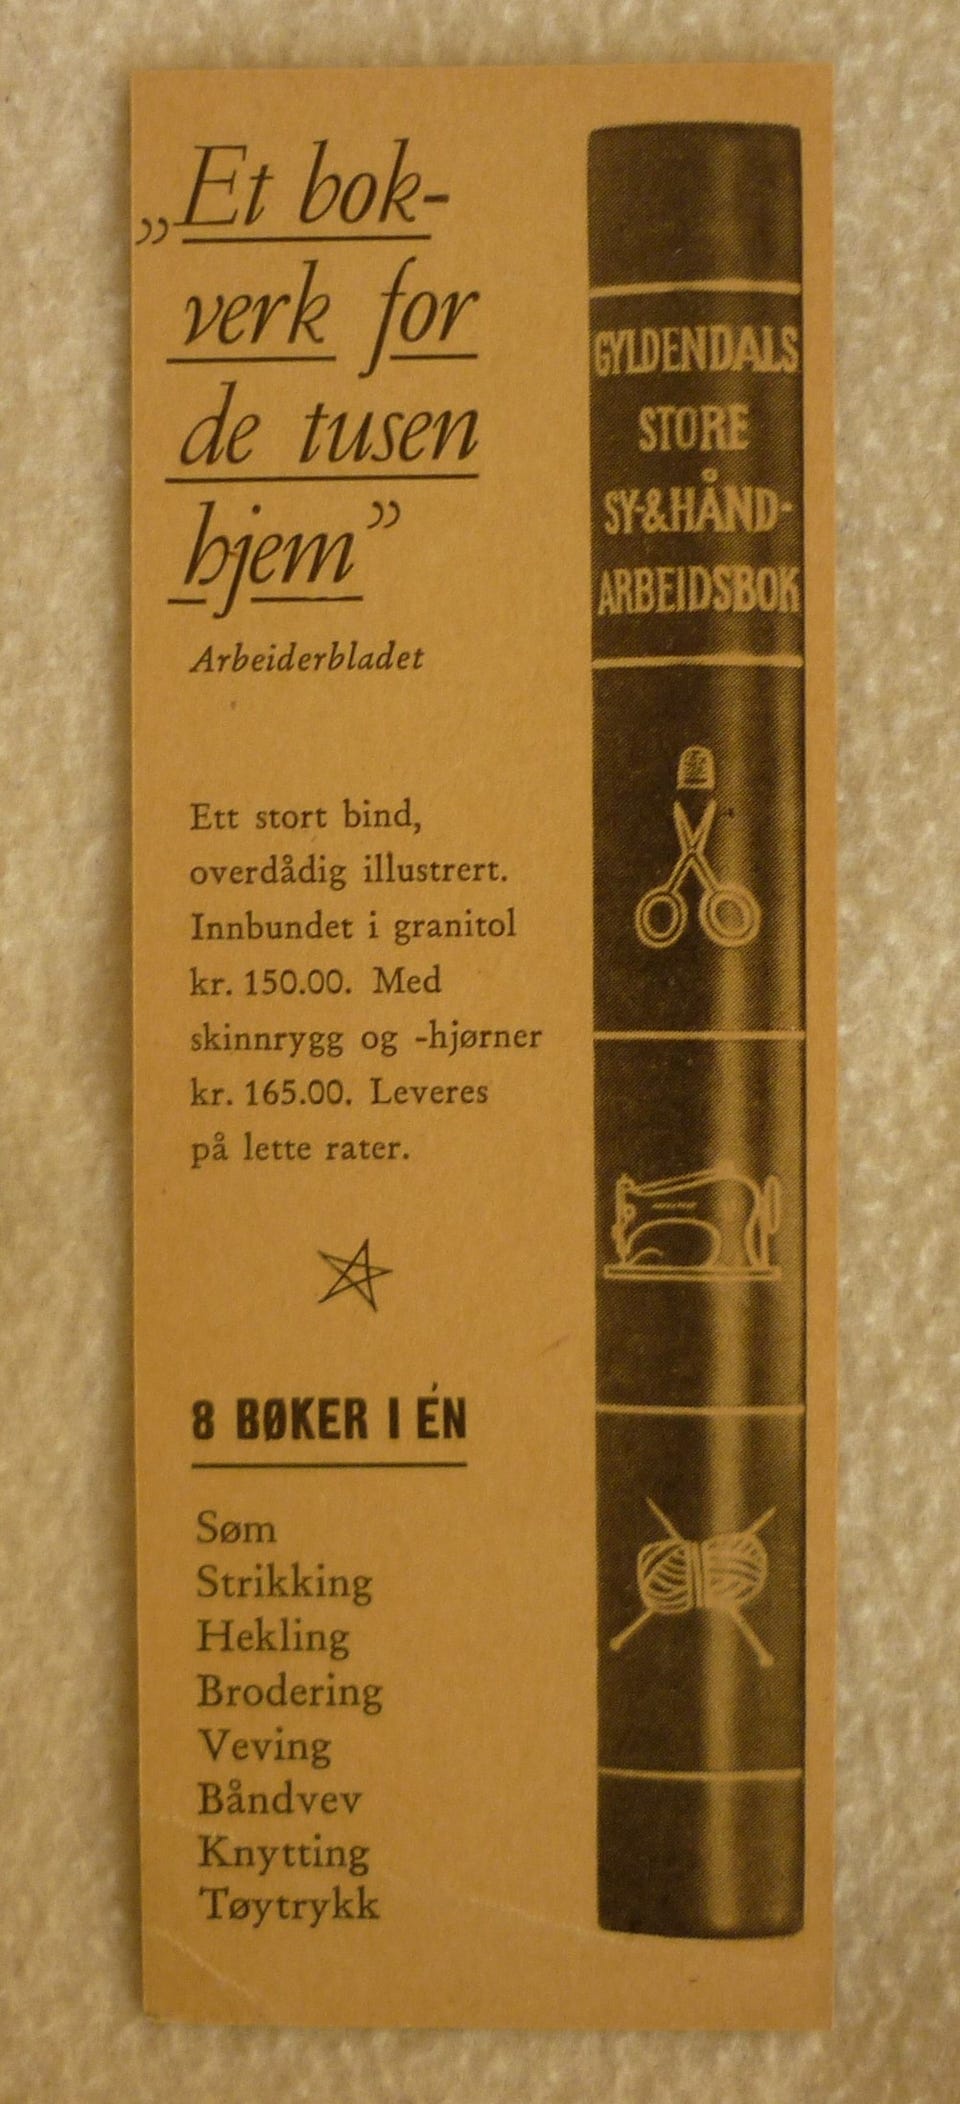 „Et bok-
verk for
de tusen
hjem”
Arbeiderbladet
Ett stort bind,
overdådig illustrert.
Innbundet i granitol
kr. 150.00. Med
skinnrygg og -hjørner
kr. 165.00. Leveres
på lette rater.
8 BØKER I ÉN
Søm
Strikking
Hekling
Brodering
Veving
Båndvev
Knytting
Tøytrykk
GYLDENDALS
STORE
SY-&HÅND-
ARBEIDSBOK